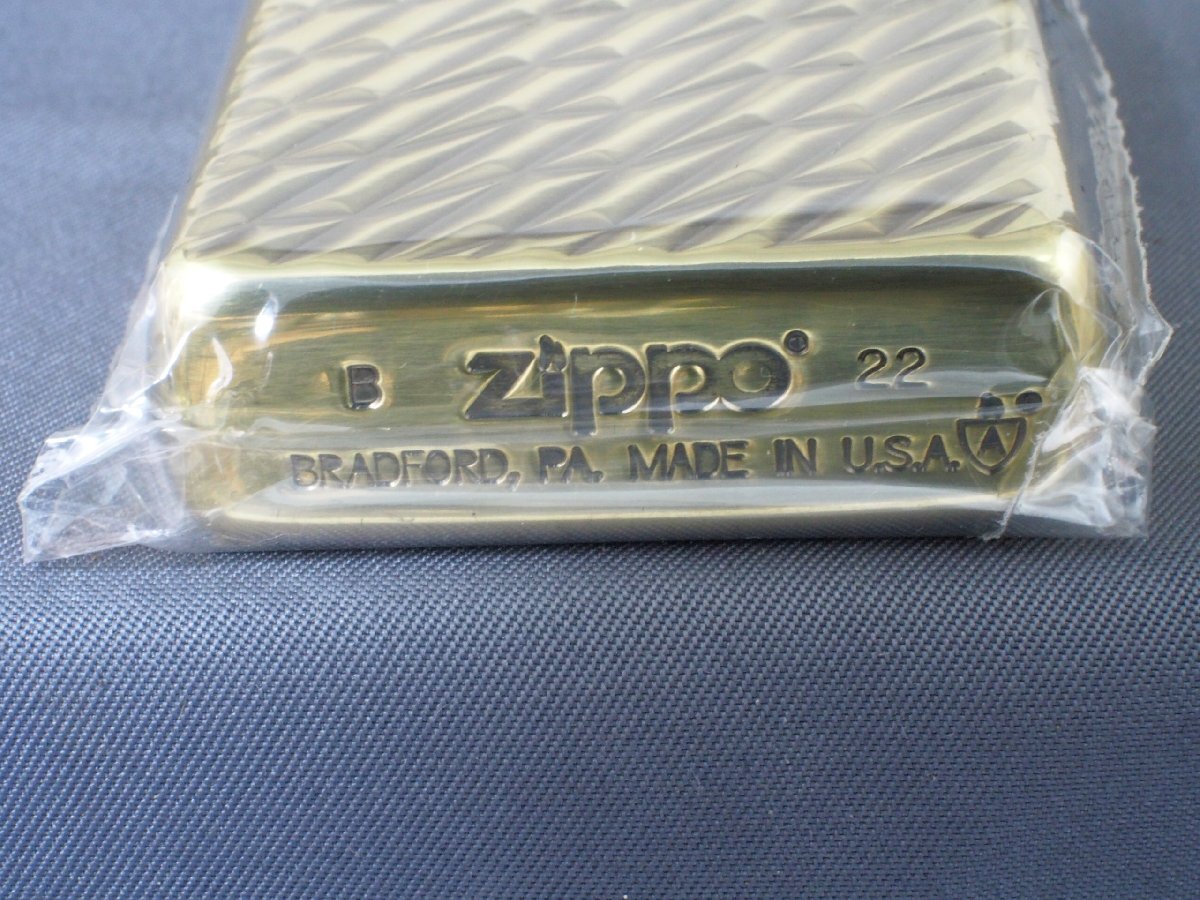 B zippo® 22
BRADFORD, PA. MADE IN U.S.A. A